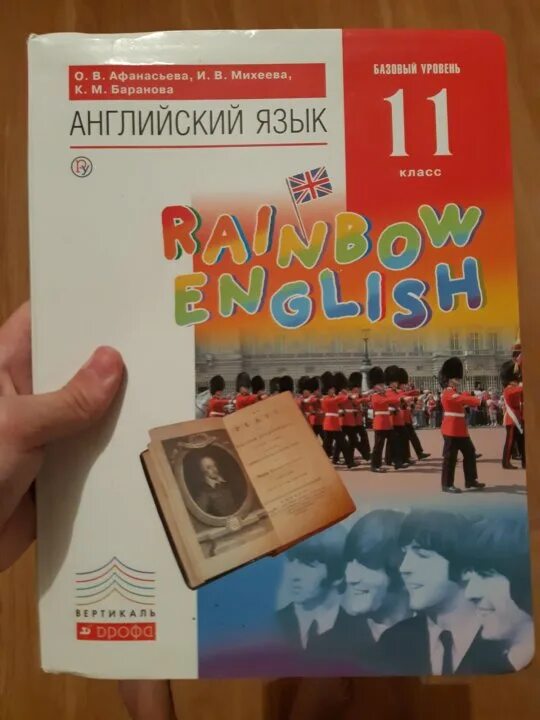 О. В. Афанасьева, И. В. Михеева,
К. М. Баранова
АНГЛИЙСКИЙ ЯЗЫК
БАЗОВЫЙ УРОВЕНЬ
11
класс
RAINBOW
ENGLISH
ВЕРТИКАЛЬ
дрофа